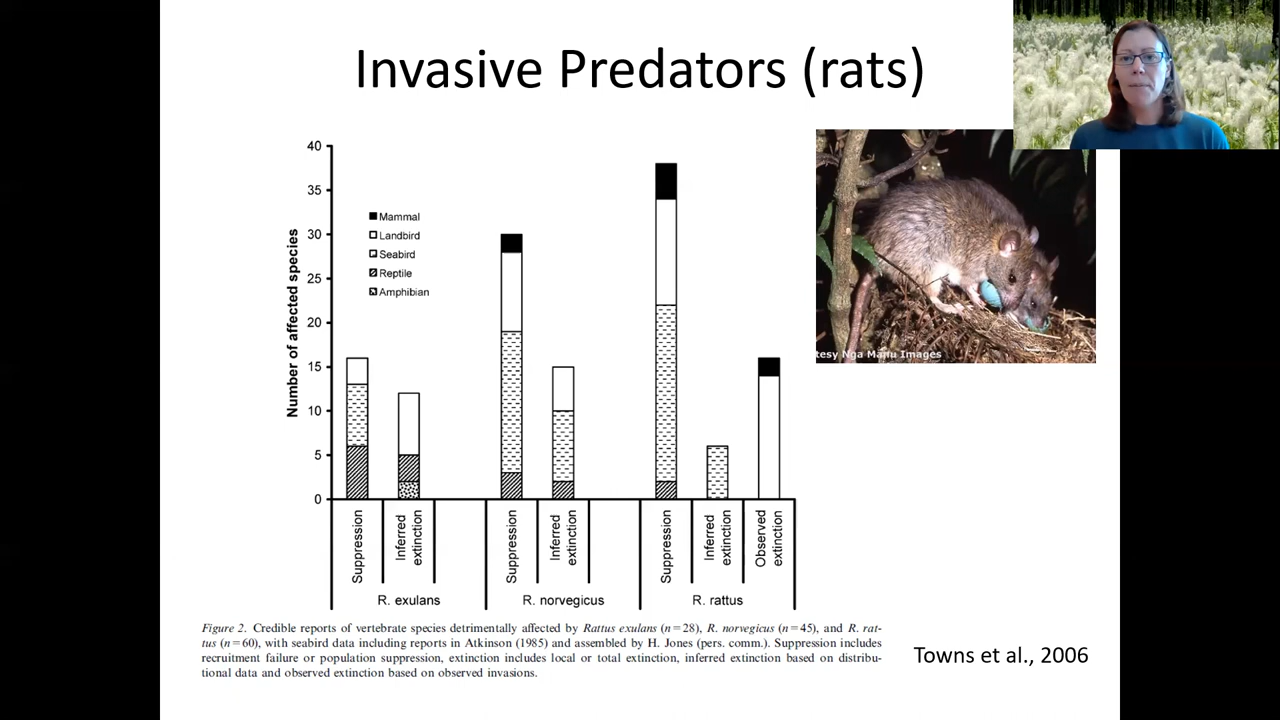 Invasive Predators (rats)
40
35
30
25
20
15
10
5
0
Number of affected species
Mammal
Landbird
Seabird
Reptile
Amphibian
Suppression
Inferred
extinction
Suppression
Inferred
extinction
Suppression
Inferred
extinction
Observed
extinction
R. exulans
R. norvegicus
R. rattus
tesy Nga Manu Images
Figure 2. Credible reports of vertebrate species detrimentally affected by Rattus exulans (n=28), R. norvegicus (n=45), and R. rat-
tus (n=60), with seabird data including reports in Atkinson (1985) and assembled by H. Jones (pers. comm.). Suppression includes
recruitment failure or population suppression, extinction includes local or total extinction, inferred extinction based on distribu-
tional data and observed extinction based on observed invasions.
Towns et al., 2006